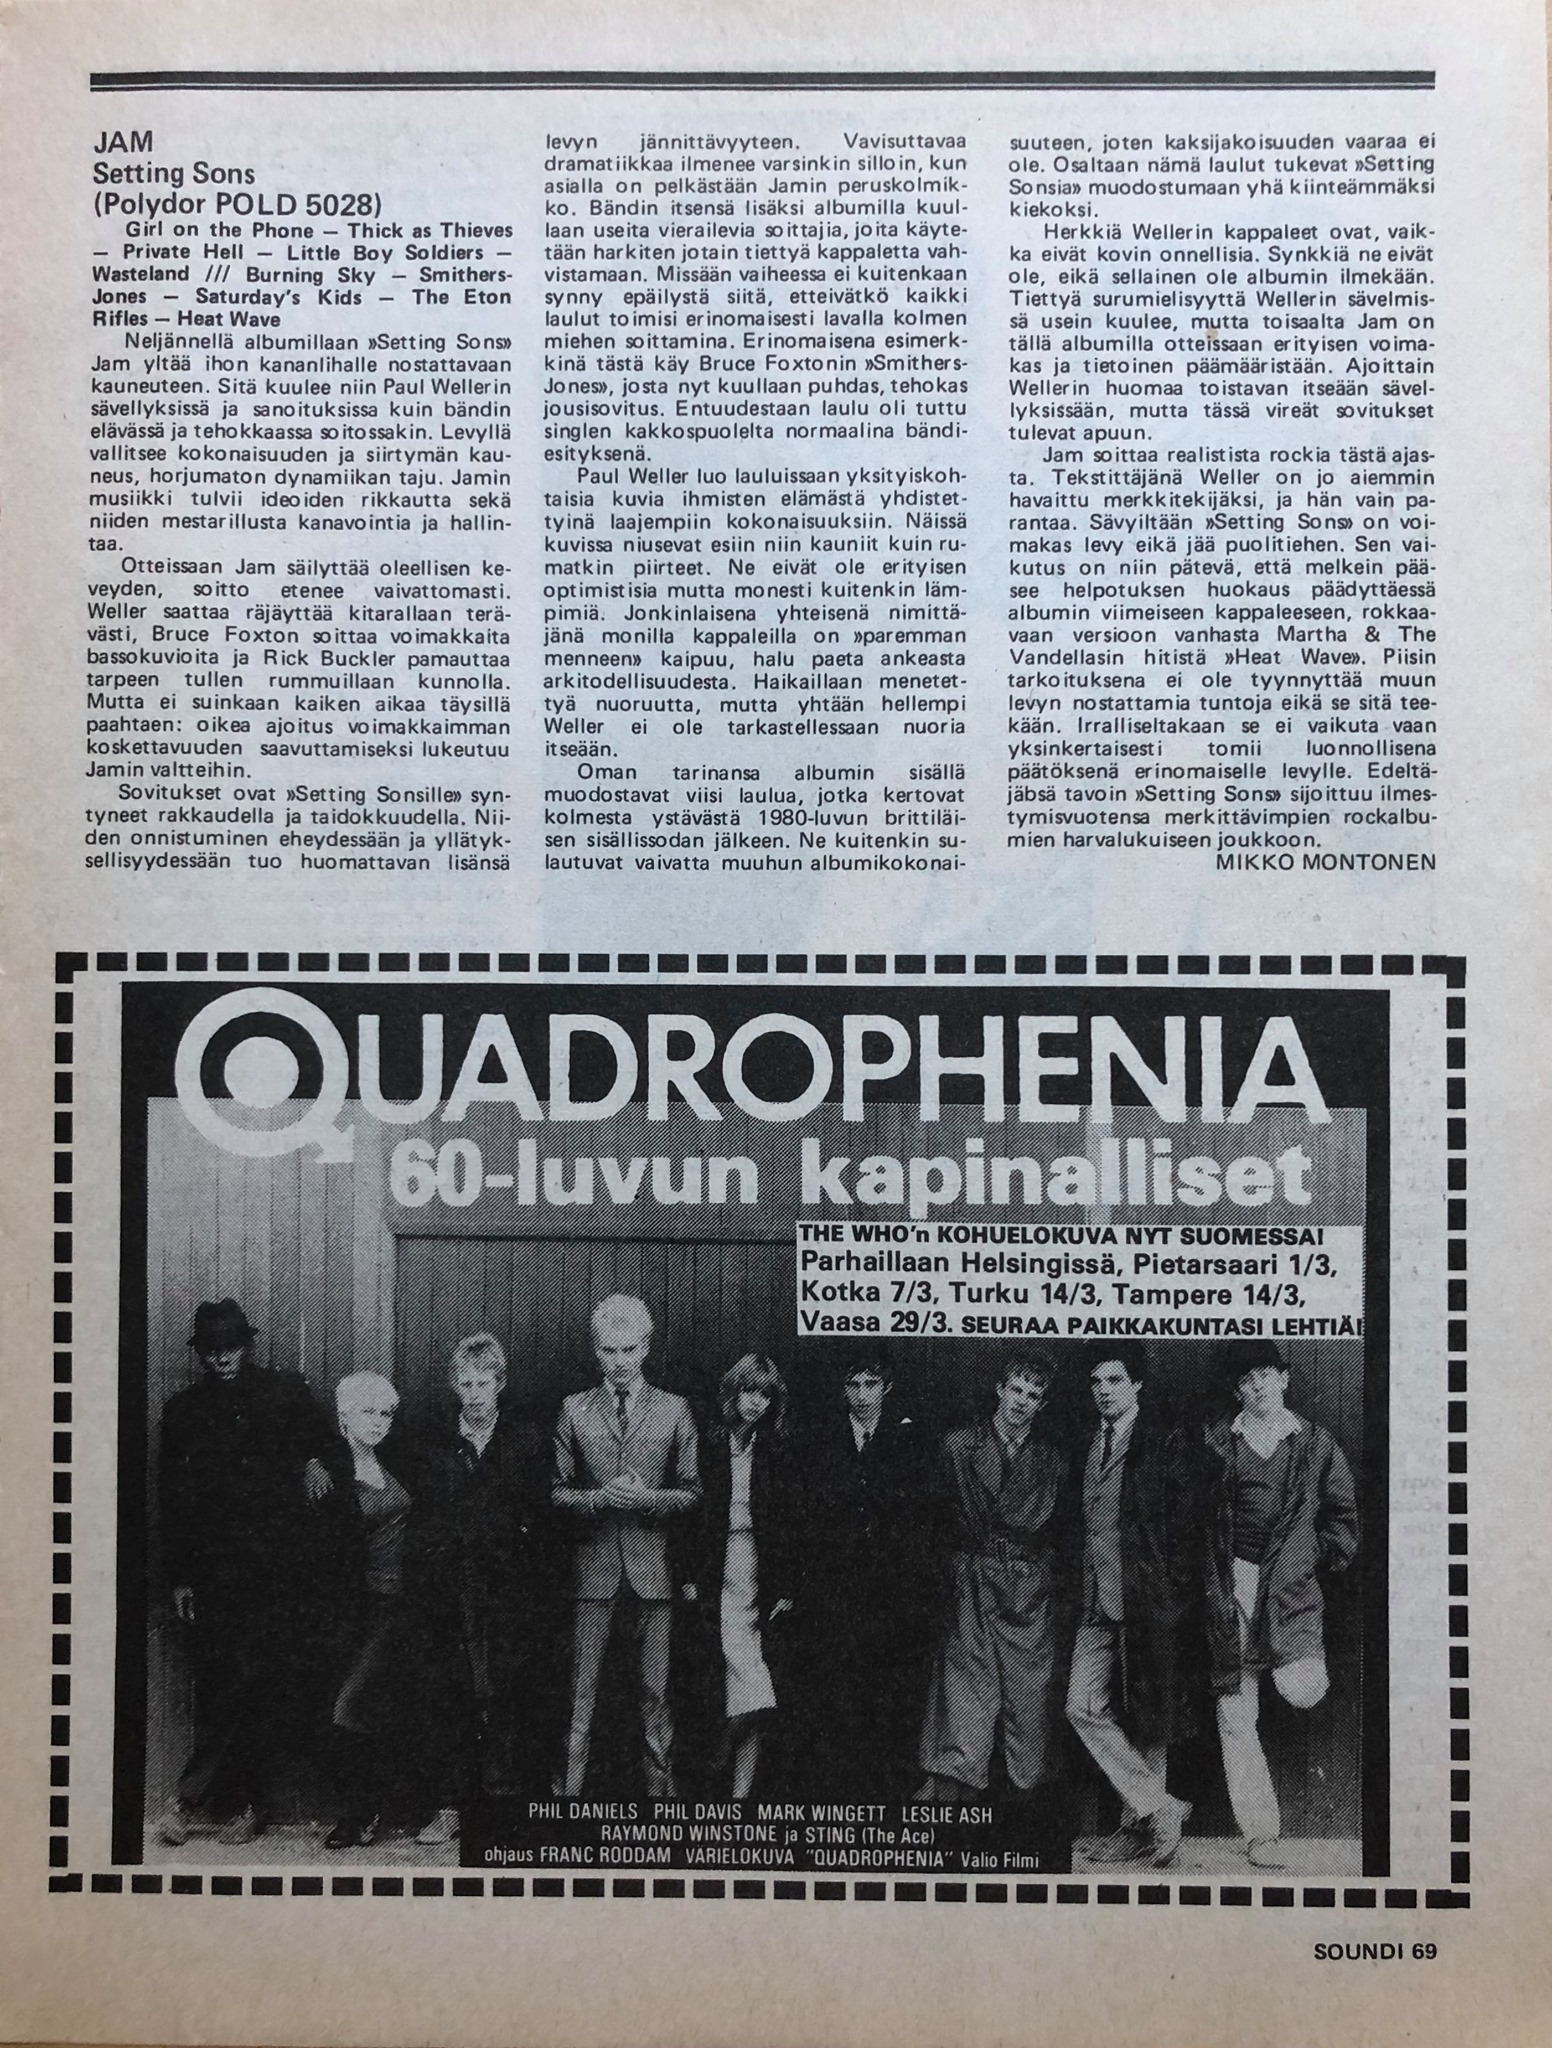 JAM
Setting Sons
(Polydor POLD 5028)
Girl on the Phone — Thick as Thieves
— Private Hell — Little Boy Soldiers —
Wasteland /// Burning Sky — Smithers-
Jones — Saturday's Kids — The Eton
Rifles — Heat Wave
Neljännellä albumillaan »Setting Sons»
Jam yltää ihon kananlihalle nostattavaan
kauneuteen. Sitä kuulee niin Paul Wellerin
sävellyksissä ja sanoituksissa kuin bändin
elävässä ja tehokkaassa soitossakin. Levyllä
vallitsee kokonaisuuden ja siirtymän kau-
neus, horjumaton dynamiikan taju. Jamin
musiikki tulvii ideoiden rikkautta sekä
niiden mestarillusta kanavointia ja hallin-
taa.
Otteissaan Jam säilyttää oleellisen ke-
veyden, soitto etenee vaivattomasti.
Weller saattaa räjäyttää kitarallaan terä-
västi, Bruce Foxton soittaa voimakkaita
bassokuvioita ja Rick Buckler pamauttaa
tarpeen tullen rummuillaan kunnolla.
Mutta ei suinkaan kaiken aikaa täysillä
paahtaen: oikea ajoitus voimakkaimman
koskettavuuden saavuttamiseksi lukeutuu
Jamin valtteihin.
Sovitukset ovat »Setting Sonsille» syn-
tyneet rakkaudella ja taidokkuudella. Nii-
den onnistuminen eheydessään ja yllätyk-
sellisyydessään tuo huomattavan lisänsä
levyn jännittävyyteen. Vavisuttavaa
dramatiikkaa ilmenee varsinkin silloin, kun
asialla on pelkästään Jamin peruskolmik-
ko. Bändin itsensä lisäksi albumilla kuul-
laan useita vierailevia soittajia, joita käyte-
tään harkiten jotain tiettyä kappaletta vah-
vistamaan. Missään vaiheessa ei kuitenkaan
synny epäilystä siitä, etteivätkö kaikki
laulut toimisi erinomaisesti lavalla kolmen
miehen soittamina. Erinomaisena esimerk-
kinä tästä käy Bruce Foxtonin »Smithers-
Jones», josta nyt kuullaan puhdas, tehokas
jousisovitus. Entuudestaan laulu oli tuttu
singlen kakkospuolelta normaalina bändi-
esityksenä.
Paul Weller luo lauluissaan yksityiskoh-
taisia kuvia ihmisten elämästä yhdistet-
tyinä laajempiin kokonaisuuksiin. Näissä
kuvissa niusevat esiin niin kauniit kuin ru-
matkin piirteet. Ne eivät ole erityisen
optimistisia mutta monesti kuitenkin läm-
pimiä. Jonkinlaisena yhteisenä nimittä-
jänä monilla kappaleilla on »paremman
menneen» kaipuu, halu paeta ankeasta
arkitodellisuudesta. Haikaillaan menetet-
tyä nuoruutta, mutta yhtään hellempi
Weller ei ole tarkastellessaan nuoria
itseään.
Oman tarinansa albumin sisällä
muodostavat viisi laulua, jotka kertovat
kolmesta ystävästä 1980-luvun brittiläi-
sen sisällissodan jälkeen. Ne kuitenkin su-
lautuvat vaivatta muuhun albumikokonai-
suuteen, joten kaksijakoisuuden vaaraa ei
ole. Osaltaan nämä laulut tukevat »Setting
Sonsia» muodostumaan yhä kiinteämmäksi
kiekoksi.
Herkkiä Wellerin kappaleet ovat, vaik-
ka eivät kovin onnellisia. Synkkiä ne eivät
ole, eikä sellainen ole albumin ilmekään.
Tiettyä surumielisyyttä Wellerin sävelmis-
sä usein kuulee, mutta toisaalta Jam on
tällä albumilla otteissaan erityisen voima-
kas ja tietoinen päämääristään. Ajoittain
Wellerin huomaa toistavan itseään sävel-
lyksissään, mutta tässä vireät sovitukset
tulevat apuun.
Jam soittaa realistista rockia tästä ajas-
ta. Tekstittäjänä Weller on jo aiemmin
havaittu merkkitekijäksi, ja hän vain pa-
rantaa. Sävyiltään »Setting Sons» on voi-
makas levy eikä jää puolitiehen. Sen vai-
kutus on niin pätevä, että melkein pää-
see helpotuksen huokaus päädyttäessä
albumin viimeiseen kappaleeseen, rokkaa-
vaan versioon vanhasta Martha & The
Vandellasin hitistä »Heat Wave». Piisin
tarkoituksena ei ole tyynnyttää muun
levyn nostattamia tuntoja eikä se sitä tee-
kään. Irralliseltakaan se ei vaikuta vaan
yksinkertaisesti tomii luonnollisena
päätöksenä erinomaiselle levylle. Edeltä-
jäbsä tavoin »Setting Sons» sijoittuu ilmes-
tymisvuotensa merkittävimpien rockalbu-
mien harvalukuiseen joukkoon.
MIKKO MONTONEN
QUADROPHENIA
60-luvun kapinalliset
THE WHO'n KOHUELOKUVA NYT SUOMESSA!
Parhaillaan Helsingissä, Pietarsaari 1/3,
Kotka 7/3, Turku 14/3, Tampere 14/3,
Vaasa 29/3. SEURAA PAIKKAKUNTASI LEHTIÄ!
PHIL DANIELS PHIL DAVIS MARK WINGETT LESLIE ASH
RAYMOND WINSTONE ja STING (The Ace)
ohjaus FRANC RODDAM VÄRIELOKUVA "QUADROPHENIA" Valio Filmi
SOUNDI 69